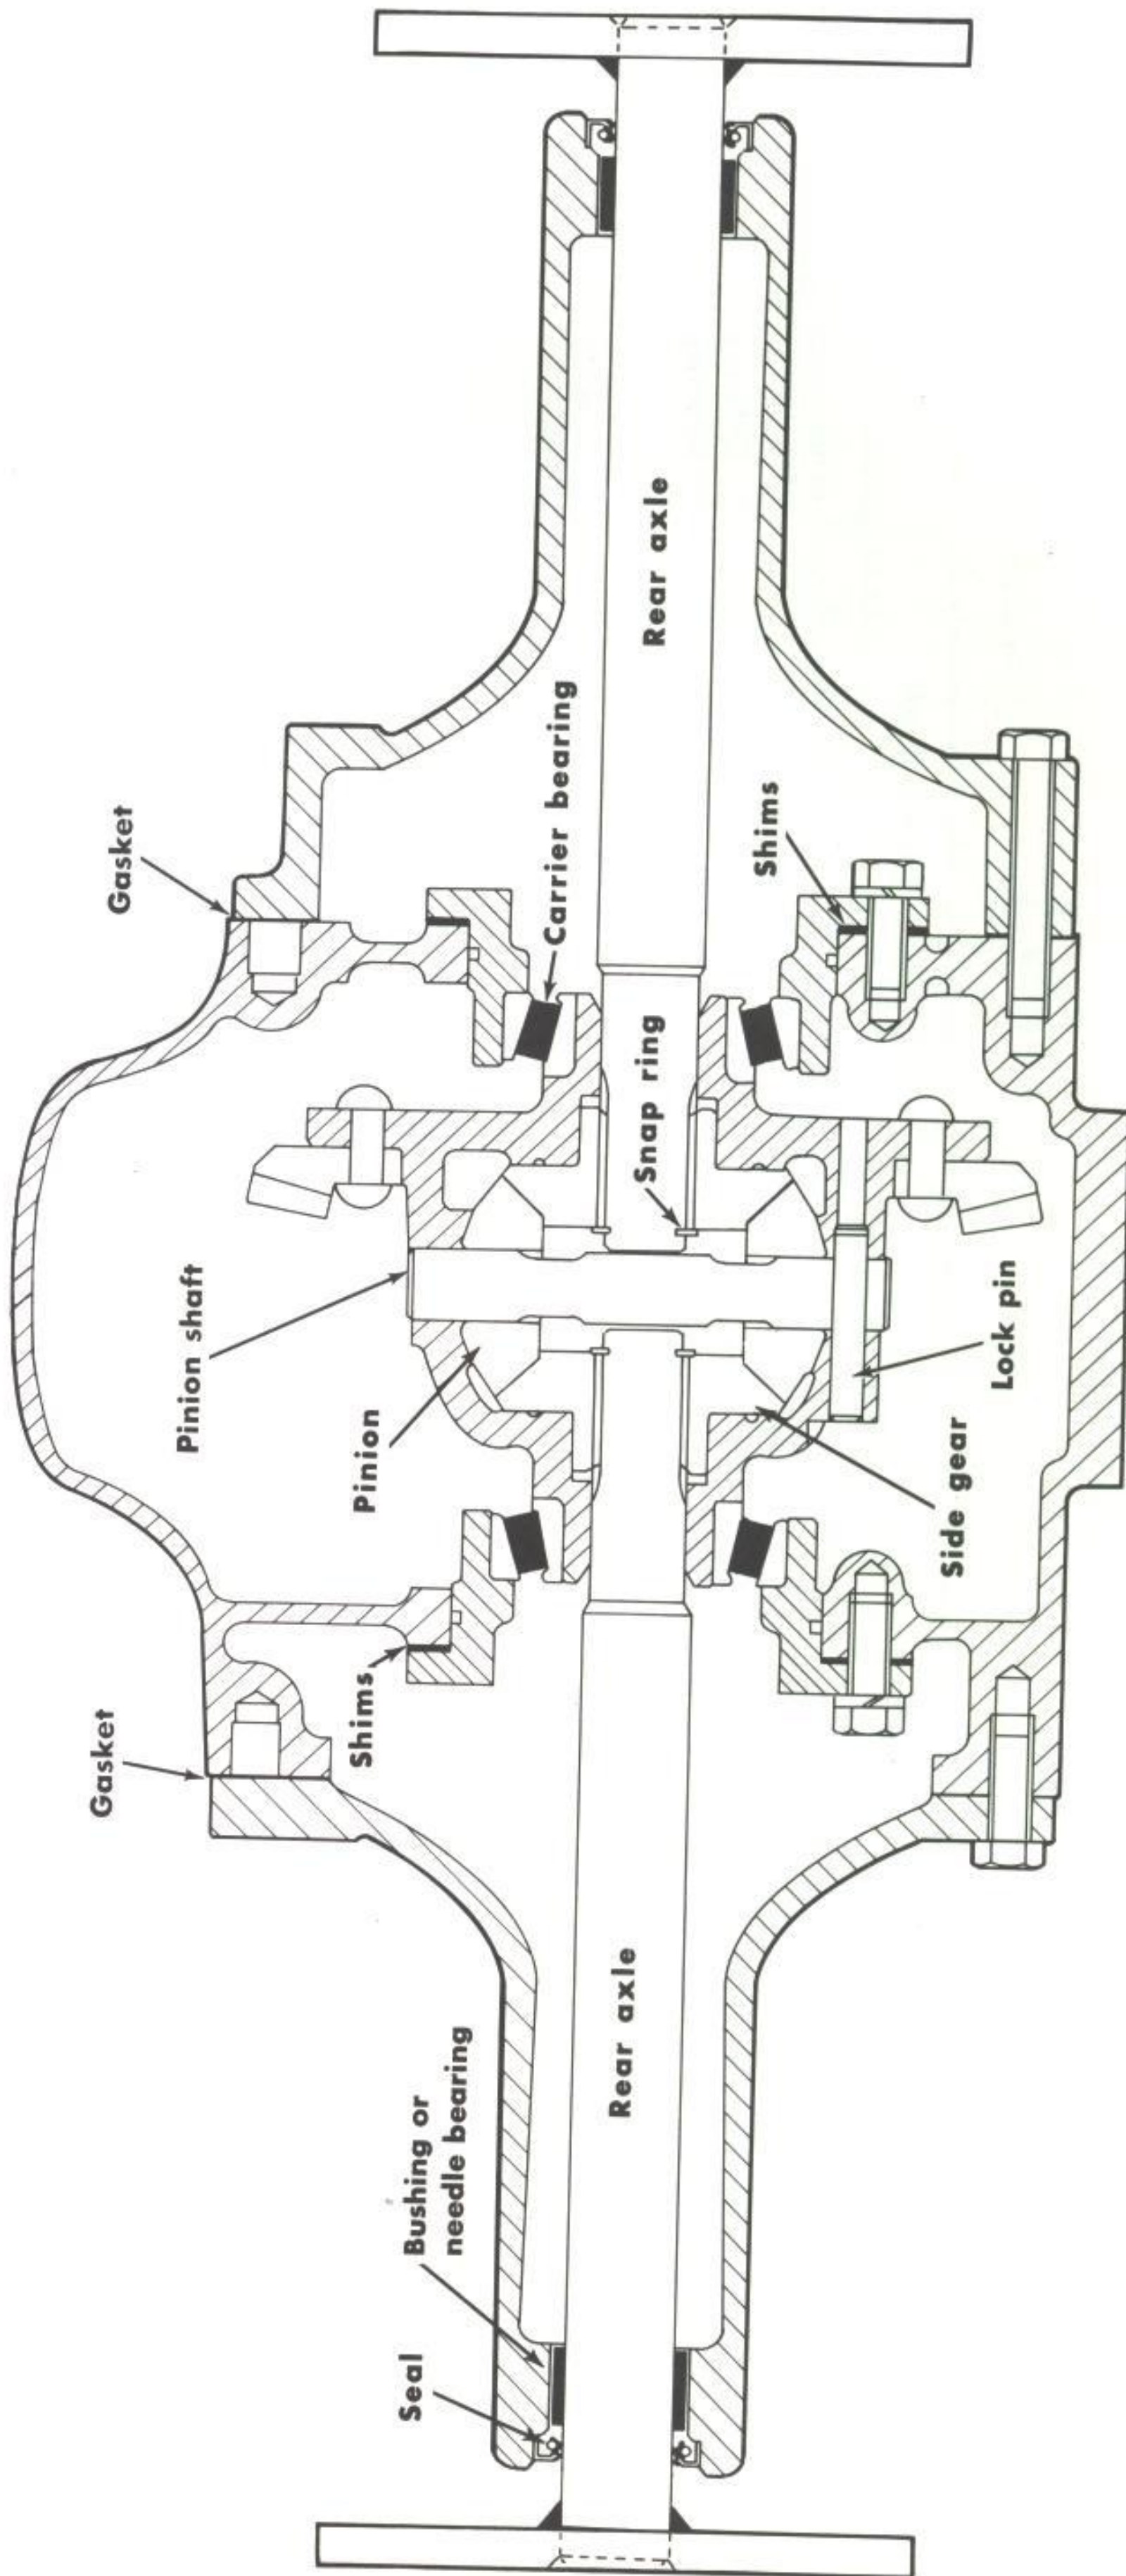 Gasket
Gasket
Pinion shaft
Shims
Pinion
Carrier bearing
Bushing or
needle bearing
Seal
Rear axle
Rear axle
Snap ring
Shims
Side gear
Lock pin